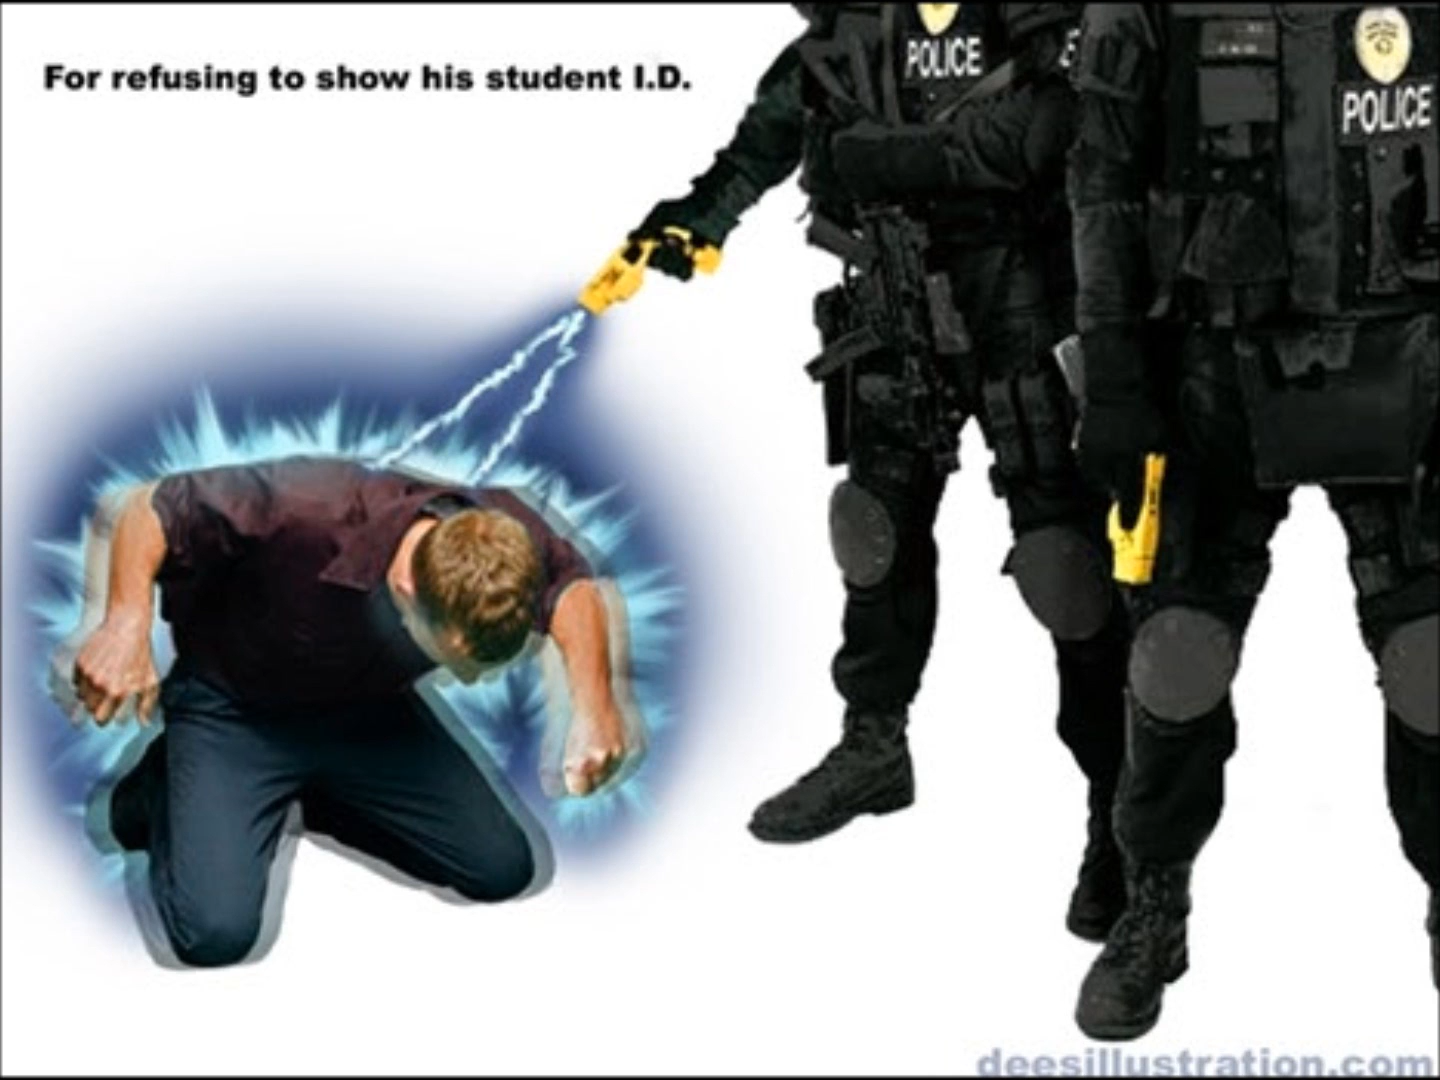 For refusing to show his student I.D.
POLICE
POLICE
deesillustration.com